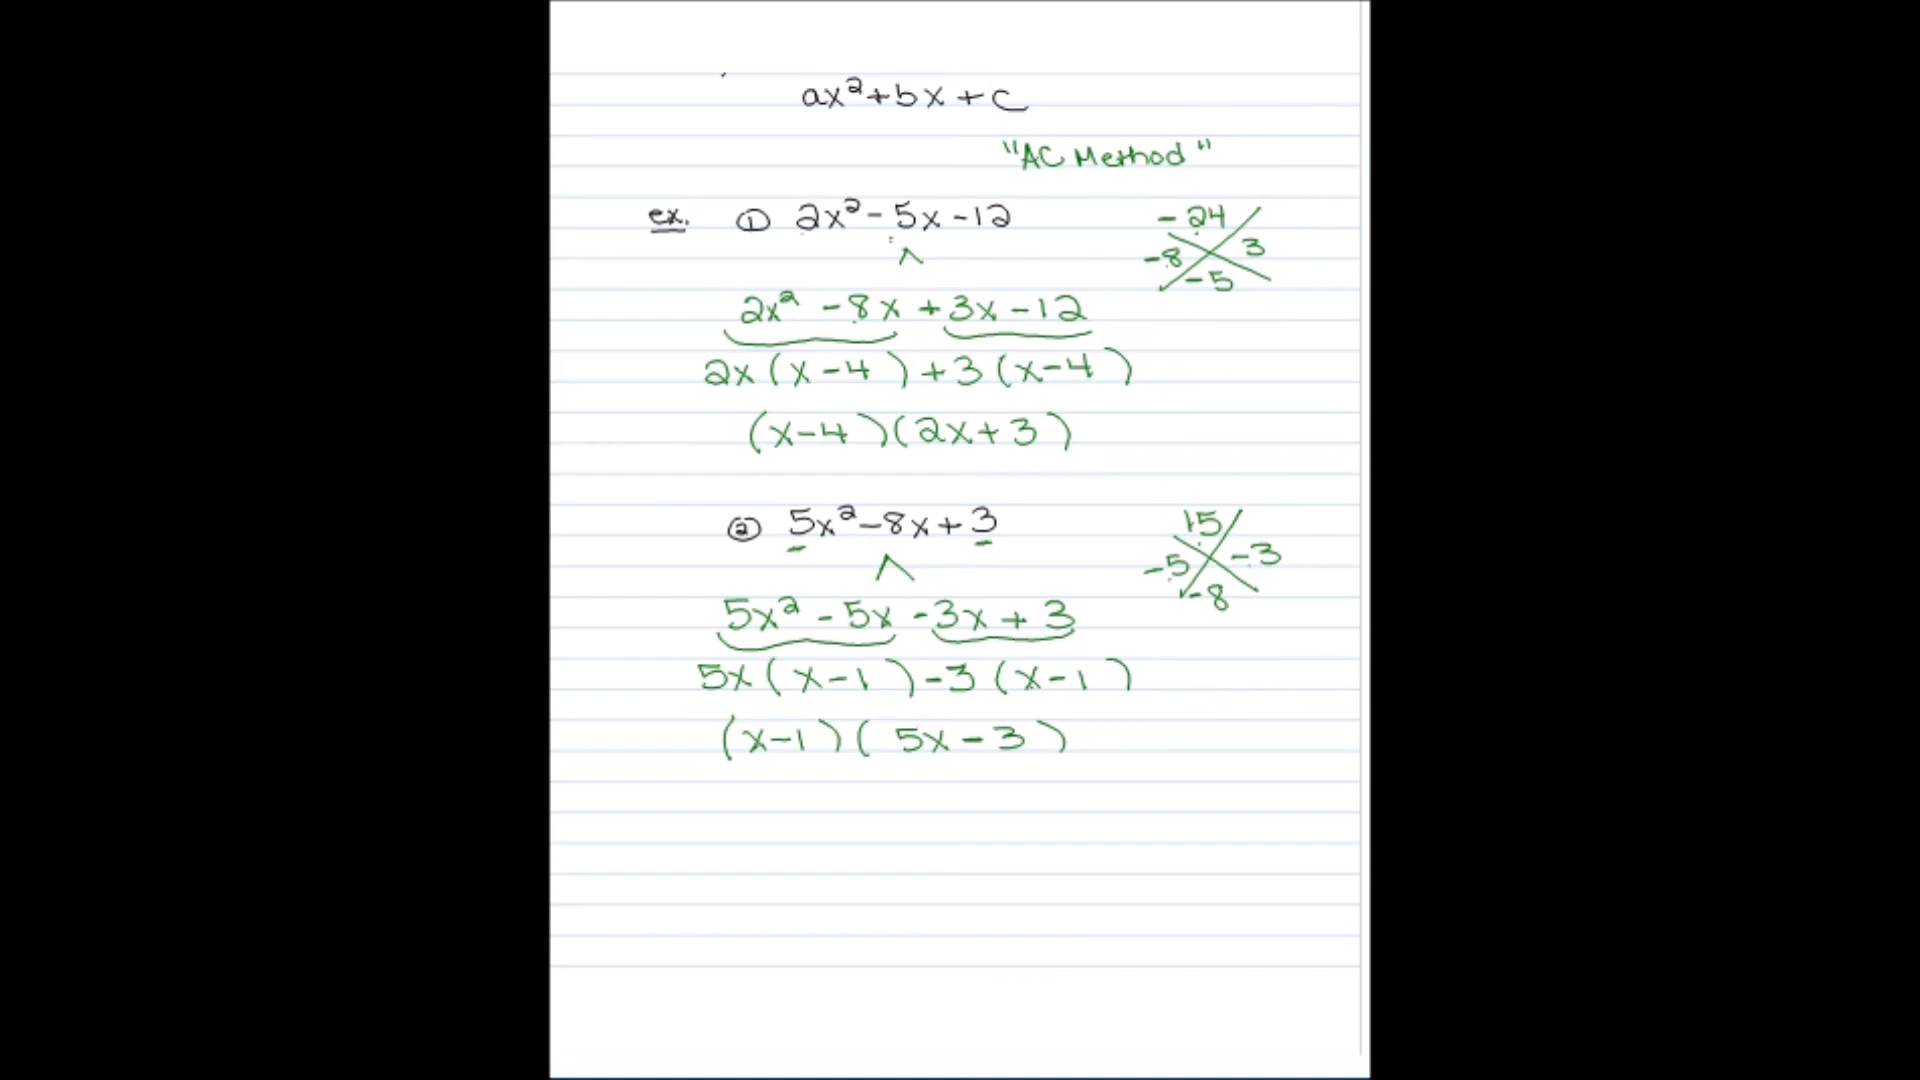 ax²+bx+c
"AC Method"
ex. ① 2x²-5x-12
-24
-8 3
-5
2x² -8x +3x-12
2x(x-4)+3(x-4)
(x-4)(2x+3)
② 5x²-8x+3
15
-5 -3
-8
5x² -5x -3x+3
5x(x-1)-3(x-1)
(x-1)(5x-3)